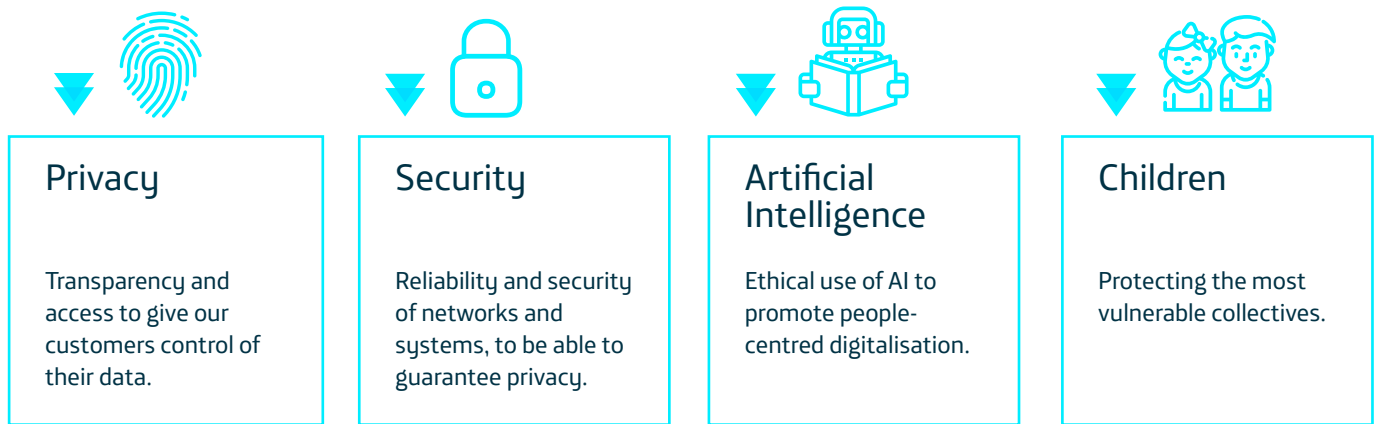 Privacy
Transparency and
access to give our
customers control of
their data.
Security
Reliability and security
of networks and
systems, to be able to
guarantee privacy.
Artificial
Intelligence
Ethical use of AI to
promote people-
centred digitalisation.
Children
Protecting the most
vulnerable collectives.